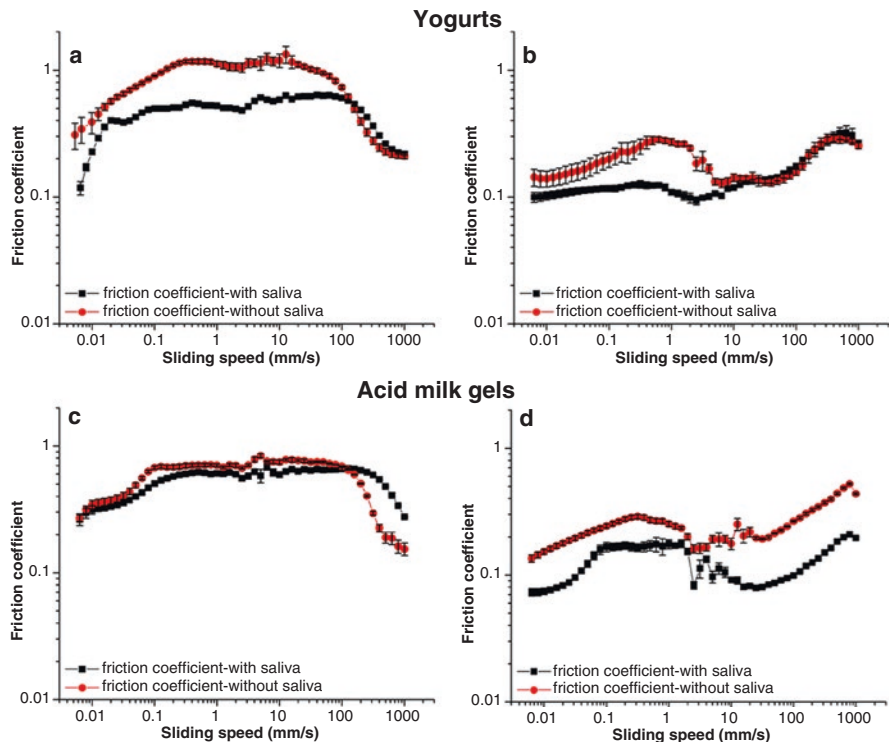 Yogurts
a
1
0.1
0.01
Friction coefficient
friction coefficient-with saliva
friction coefficient-without saliva
0.01 0.1 1 10 100 1000
Sliding speed (mm/s)
b
1
0.1
0.01
Friction coefficient
friction coefficient-with saliva
friction coefficient-without saliva
0.01 0.1 1 10 100 1000
Sliding speed (mm/s)
Acid milk gels
c
1
0.1
0.01
Friction coefficient
friction coefficient-with saliva
friction coefficient-without saliva
0.01 0.1 1 10 100 1000
Sliding speed (mm/s)
d
1
0.1
0.01
Friction coefficient
friction coefficient-with saliva
friction coefficient-without saliva
0.01 0.1 1 10 100 1000
Sliding speed (mm/s)